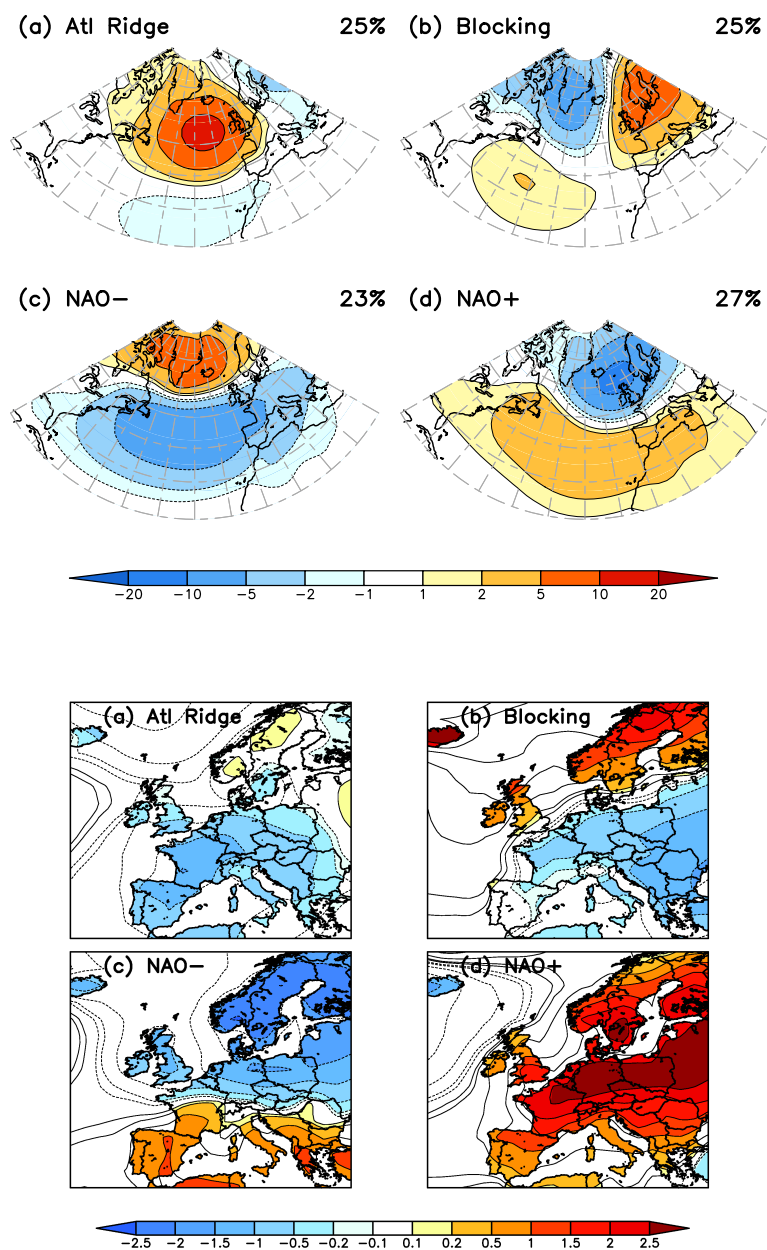 (a) Atl Ridge 25% (b) Blocking 25%
(c) NAO− 23% (d) NAO+ 27%
−20 −10 −5 −2 −1 1 2 5 10 20
(a) Atl Ridge (b) Blocking
(c) NAO− (d) NAO+
−2.5 −2 −1.5 −1 −0.5 −0.2 −0.1 0.1 0.2 0.5 1 1.5 2 2.5